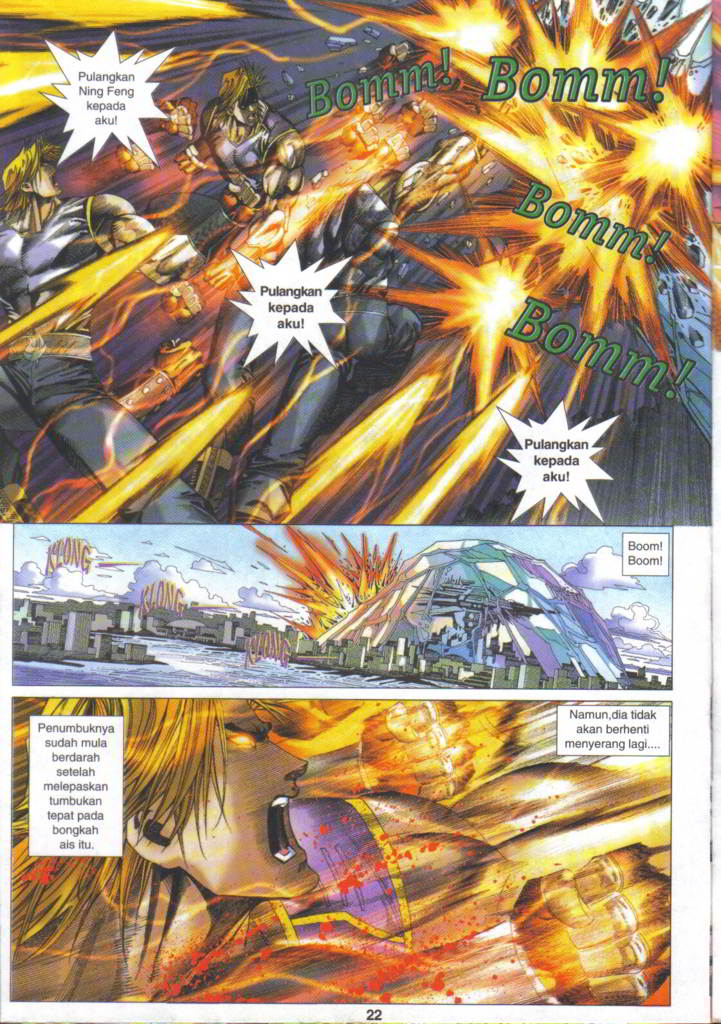 Pulangkan
Ning Feng
kepada
aku!
Bomm!
Bomm!
Bomm!
Bomm!
Pulangkan
kepada
aku!
Pulangkan
kepada
aku!
KLONG
KLONG
KLONG
Boom!
Boom!
Penumbuknya
sudah mula
berdarah
setelah
melepaskan
tumbukan
tepat pada
bongkah
ais itu.
Namun,dia tidak
akan berhenti
menyerang lagi....
22